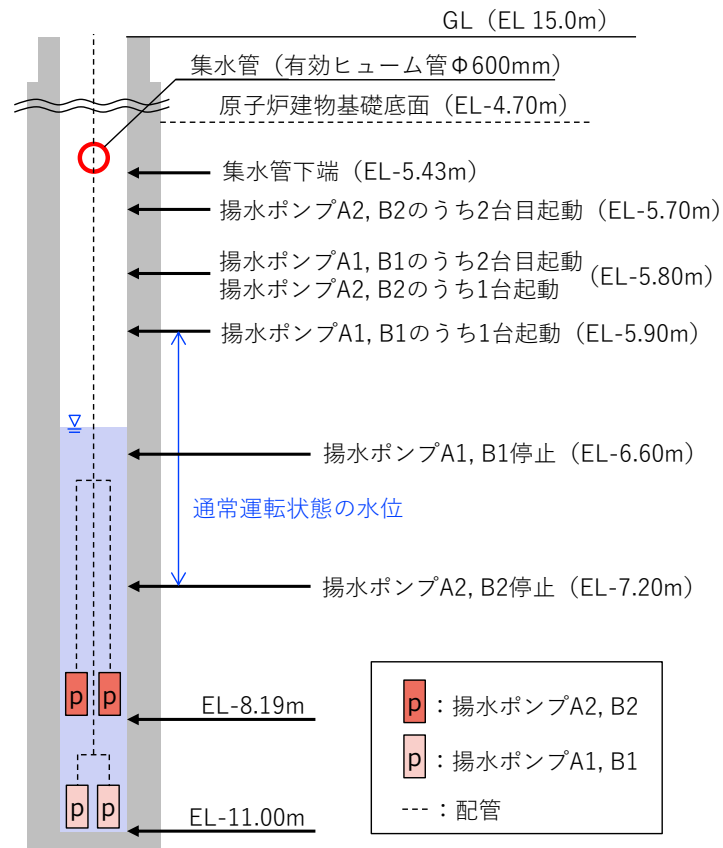 GL（EL 15.0m）
集水管（有効ヒューム管Φ600mm）
原子炉建物基礎底面（EL-4.70m）
集水管下端（EL-5.43m）
揚水ポンプA2, B2のうち2台目起動（EL-5.70m）
揚水ポンプA1, B1のうち2台目起動
揚水ポンプA2, B2のうち1台起動
（EL-5.80m）
揚水ポンプA1, B1のうち1台起動（EL-5.90m）
揚水ポンプA1, B1停止（EL-6.60m）
通常運転状態の水位
揚水ポンプA2, B2停止（EL-7.20m）
p
p
EL-8.19m
p
p
EL-11.00m
p ：揚水ポンプA2, B2
p ：揚水ポンプA1, B1
---：配管